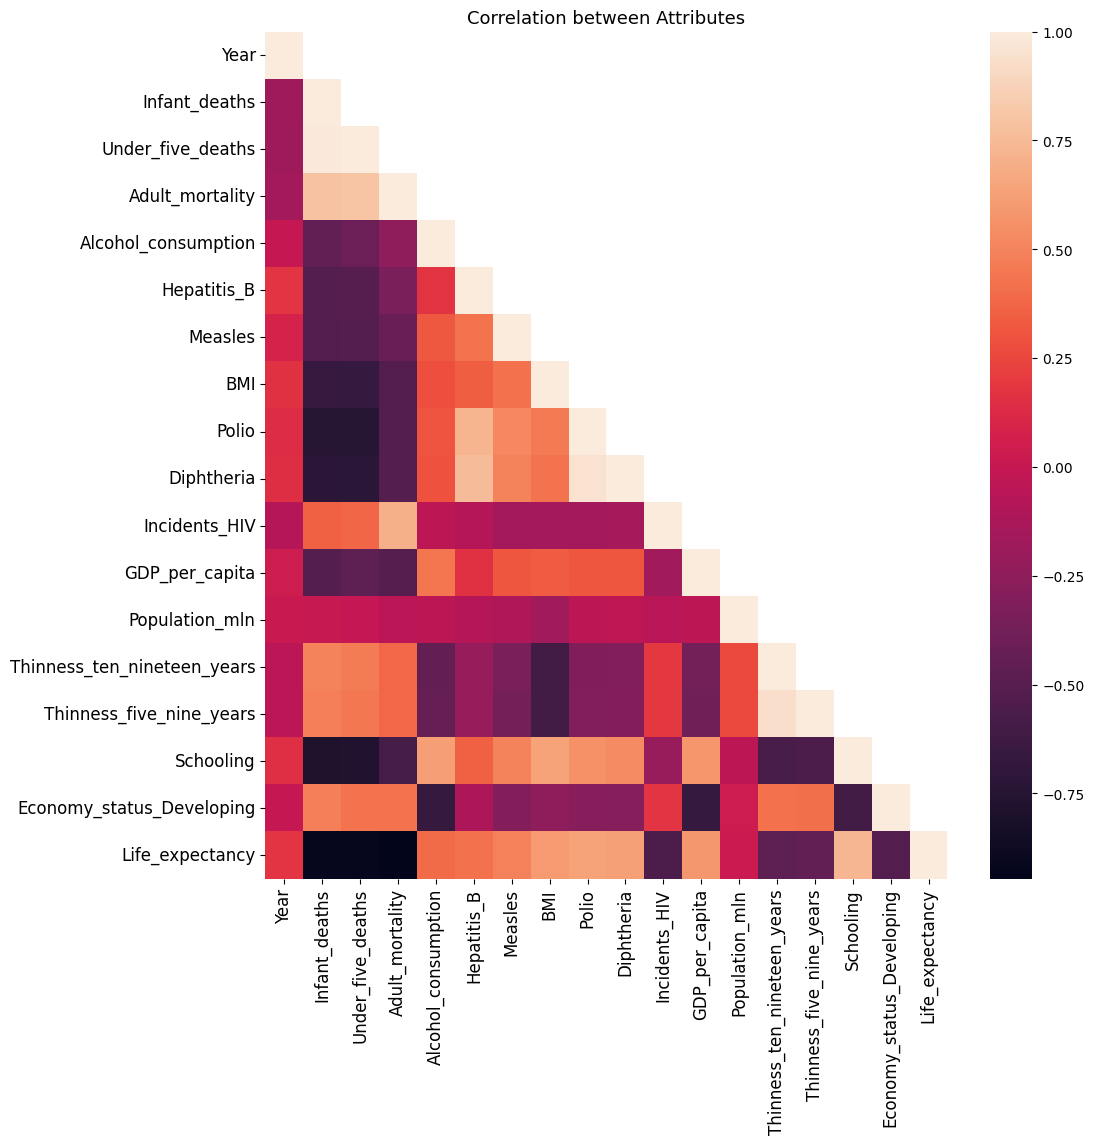 Correlation between Attributes
Year
Infant_deaths
Under_five_deaths
Adult_mortality
Alcohol_consumption
Hepatitis_B
Measles
BMI
Polio
Diphtheria
Incidents_HIV
GDP_per_capita
Population_mln
Thinness_ten_nineteen_years
Thinness_five_nine_years
Schooling
Economy_status_Developing
Life_expectancy
Year
Infant_deaths
Under_five_deaths
Adult_mortality
Alcohol_consumption
Hepatitis_B
Measles
BMI
Polio
Diphtheria
Incidents_HIV
GDP_per_capita
Population_mln
Thinness_ten_nineteen_years
Thinness_five_nine_years
Schooling
Economy_status_Developing
Life_expectancy
1.00
0.75
0.50
0.25
0.00
−0.25
−0.50
−0.75